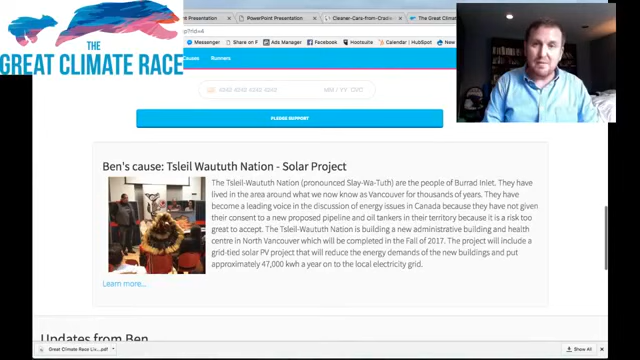 THE
GREAT CLIMATE RACE
Presentation
PowerPoint Presentation
Cleaner-Cars-from-Cradl
The Great Climate
Messenger
Share on F
Ads Manager
Facebook
Hootsuite
Calendar
HubSpot
Causes
Runners
4242 4242 4242 4242
MM / YY CVC
PLEDGE SUPPORT
Ben's cause: Tsleil Waututh Nation - Solar Project
The Tsleil-Waututh Nation (pronounced Slay-Wa-Tuth) are the people of Burrard Inlet. They have
lived in the area around what we now know as Vancouver for thousands of years. They have
become a leading voice in the discussion of energy issues in Canada because they have not given
their consent to a new proposed pipeline and oil tankers in their territory because it is a risk too
great to accept. The Tsleil-Waututh Nation is building a new administrative building and health
centre in North Vancouver which will be completed in the Fall of 2017. The project will include a
grid-tied solar PV project that will reduce the energy demands of the new buildings and put
approximately 47,000 kwh a year on to the local electricity grid.
Learn more...
Updates from Ben
Great Climate Race Liv....pdf
Show All